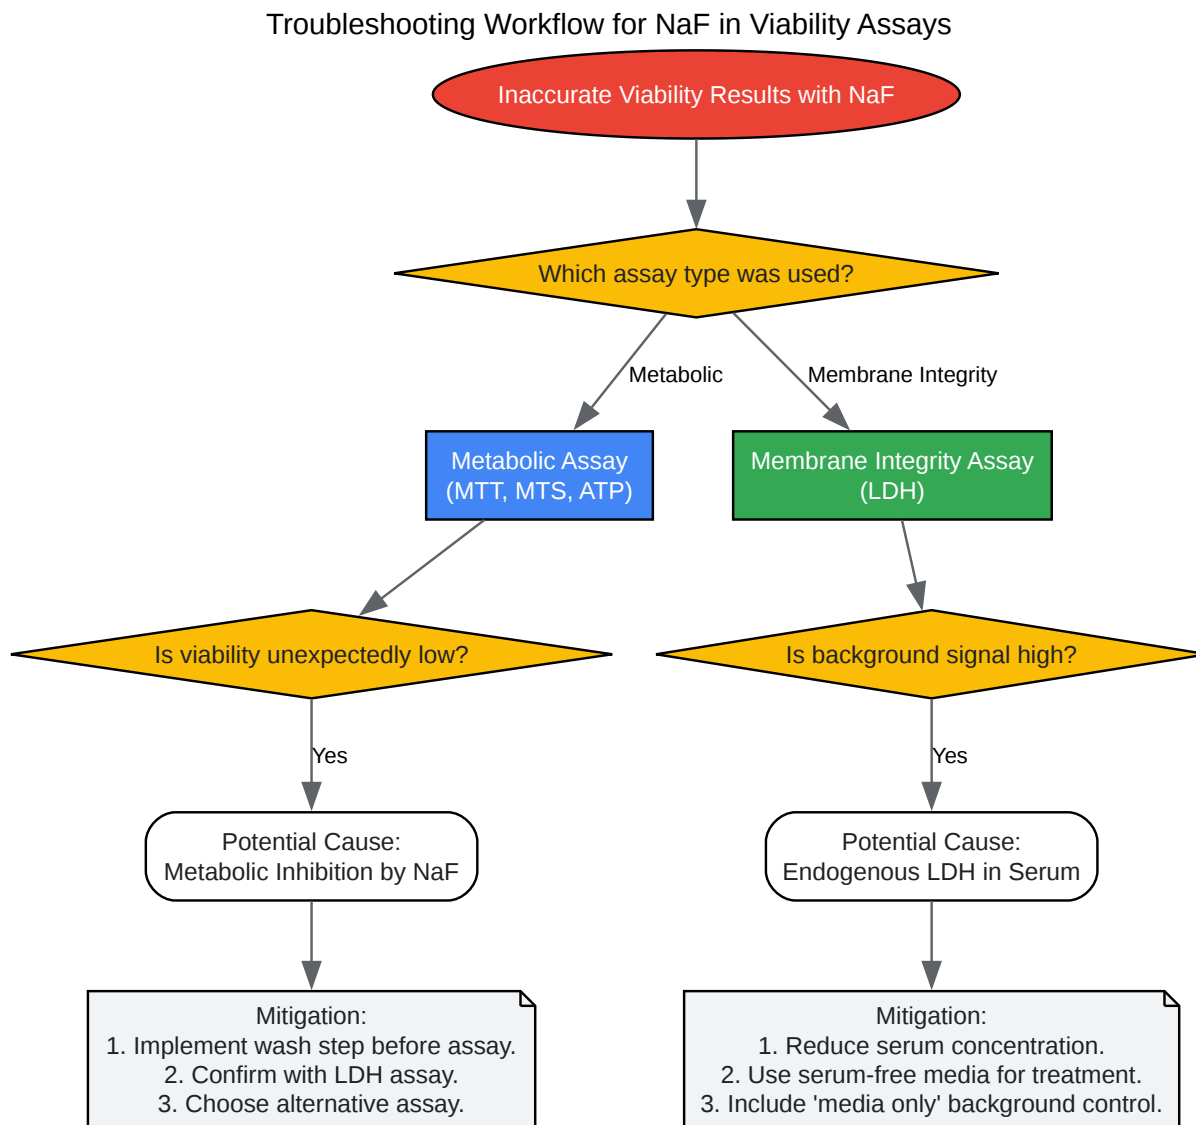 Troubleshooting Workflow for NaF in Viability Assays
Inaccurate Viability Results with NaF
Which assay type was used?
Metabolic
Membrane Integrity
Metabolic Assay
(MTT, MTS, ATP)
Membrane Integrity Assay
(LDH)
Is viability unexpectedly low?
Is background signal high?
Yes
Yes
Potential Cause:
Metabolic Inhibition by NaF
Potential Cause:
Endogenous LDH in Serum
Mitigation:
1. Implement wash step before assay.
2. Confirm with LDH assay.
3. Choose alternative assay.
Mitigation:
1. Reduce serum concentration.
2. Use serum-free media for treatment.
3. Include 'media only' background control.